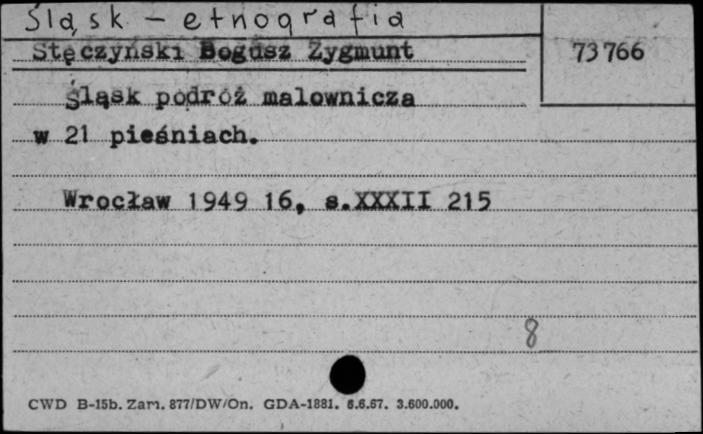 Śląsk - etnografia
Stęczyński Bogusz Zygmunt
73766
Śląsk podróż malownicza
w 21 pieśniach.
Wrocław 1949 16, s.XXXII 215
8
CWD B-15b. Zam. 877/DW/On. GDA-1881. 6.6.67. 3.600.000.